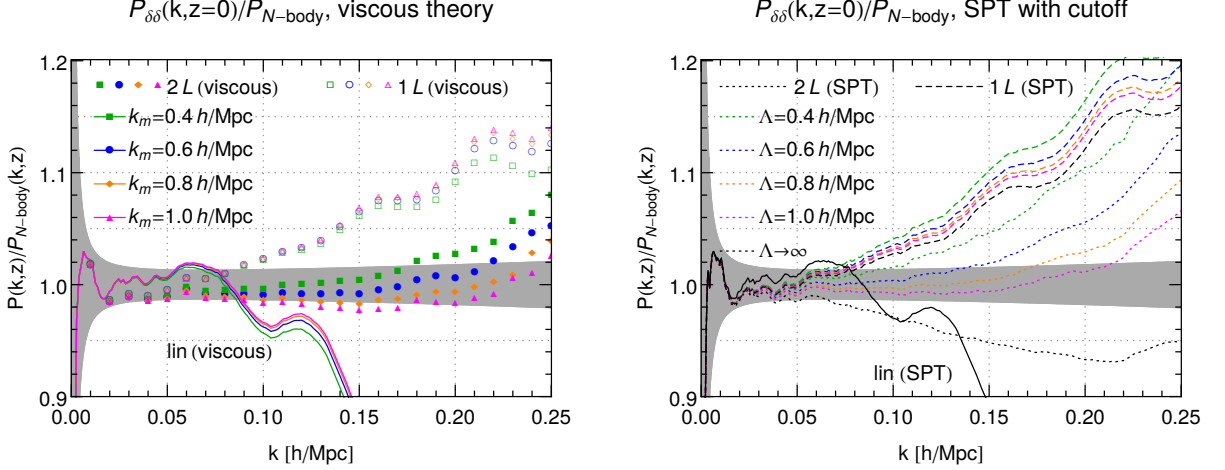 P_δδ(k,z=0)/P_N−body, viscous theory
1.2
2 L (viscous)
1 L (viscous)
k_m=0.4 h/Mpc
k_m=0.6 h/Mpc
k_m=0.8 h/Mpc
k_m=1.0 h/Mpc
lin (viscous)
P(k,z)/P_N−body(k,z)
1.1
1.0
0.9
0.00 0.05 0.10 0.15 0.20 0.25
k [h/Mpc]
P_δδ(k,z=0)/P_N−body, SPT with cutoff
1.2
2 L (SPT)
1 L (SPT)
Λ=0.4 h/Mpc
Λ=0.6 h/Mpc
Λ=0.8 h/Mpc
Λ=1.0 h/Mpc
Λ→∞
lin (SPT)
P(k,z)/P_N−body(k,z)
1.1
1.0
0.9
0.00 0.05 0.10 0.15 0.20 0.25
k [h/Mpc]